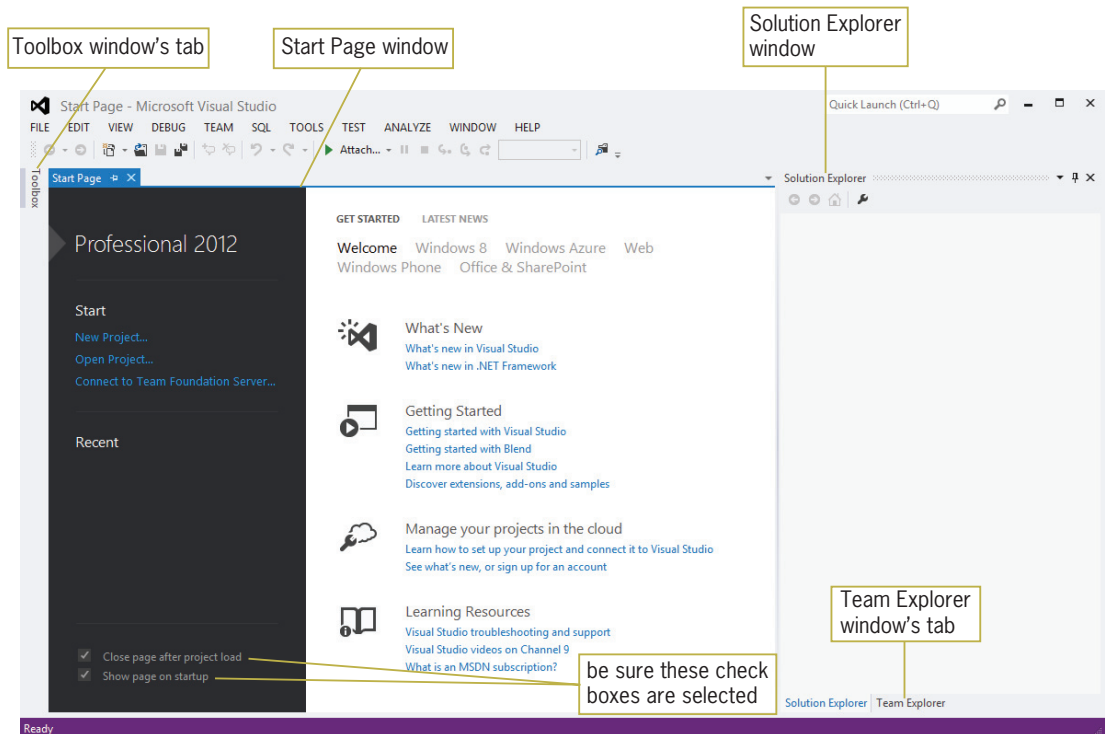 Toolbox window's tab
Start Page window
Solution Explorer
window
Start Page - Microsoft Visual Studio
Quick Launch (Ctrl+Q)
FILE EDIT VIEW DEBUG TEAM SQL TOOLS TEST ANALYZE WINDOW HELP
Attach...
Toolbox
Start Page
Solution Explorer
Professional 2012
Start
New Project...
Open Project...
Connect to Team Foundation Server...
Recent
Close page after project load
Show page on startup
GET STARTED LATEST NEWS
Welcome Windows 8 Windows Azure Web
Windows Phone Office & SharePoint
What's New
What's new in Visual Studio
What's new in .NET Framework
Getting Started
Getting started with Visual Studio
Getting started with Blend
Learn more about Visual Studio
Discover extensions, add-ons and samples
Manage your projects in the cloud
Learn how to set up your project and connect it to Visual Studio
See what's new, or sign up for an account
Learning Resources
Visual Studio troubleshooting and support
Visual Studio videos on Channel 9
What is an MSDN subscription?
be sure these check
boxes are selected
Team Explorer
window's tab
Solution Explorer Team Explorer
Ready